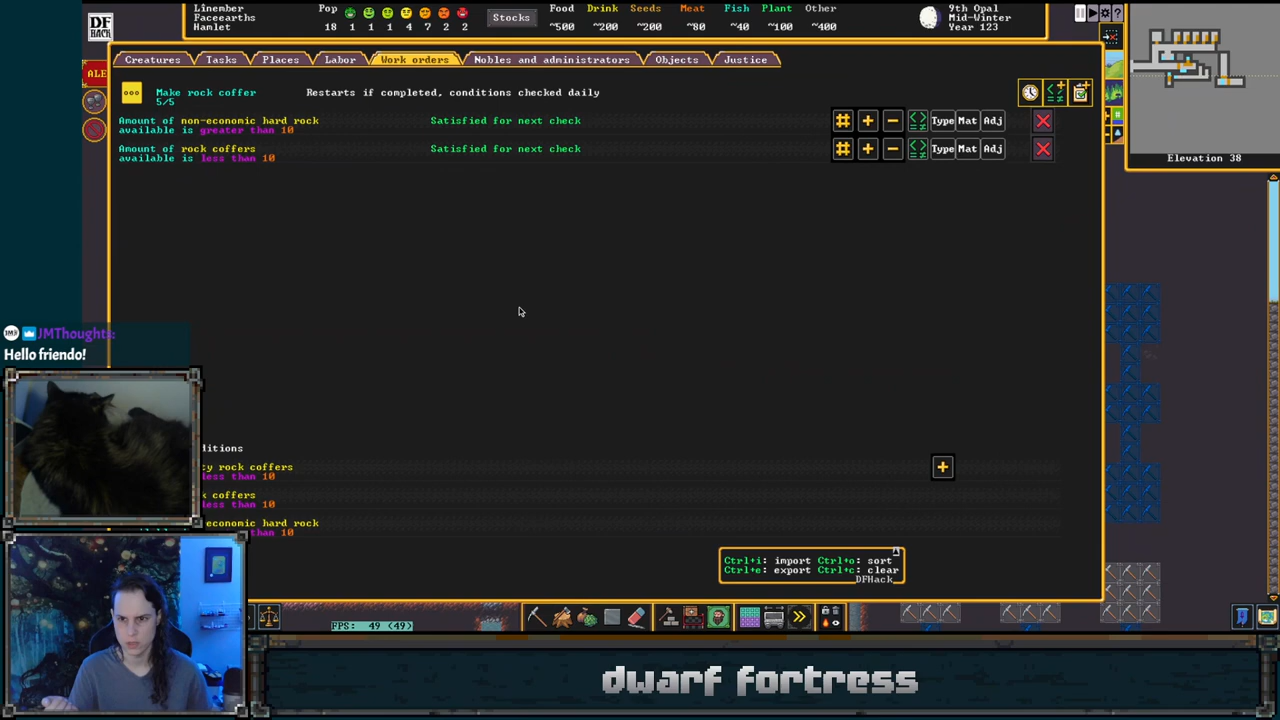 DF
HACK
Linember
Faceearths
Hamlet
Pop
18 1 1 1 4 7 2 2
Stocks
Food Drink Seeds Meat Fish Plant Other
~500 ~200 ~200 ~80 ~40 ~100 ~400
9th Opal
Mid-Winter
Year 123
Elevation 38
ALE
Creatures Tasks Places Labor Work orders Nobles and administrators Objects Justice
Make rock coffer
5/5
Restarts if completed, conditions checked daily
Amount of non-economic hard rock
available is greater than 10
Satisfied for next check
Type Mat Adj
Amount of rock coffers
available is less than 10
Satisfied for next check
Type Mat Adj
JMThoughts:
Hello friendo!
ditions
ty rock coffers
less than 10
k coffers
less than 10
economic hard rock
than 10
Ctrl+i: import Ctrl+o: sort
Ctrl+e: export Ctrl+c: clear
DFHack
FPS: 49 (49)
dwarf fortress